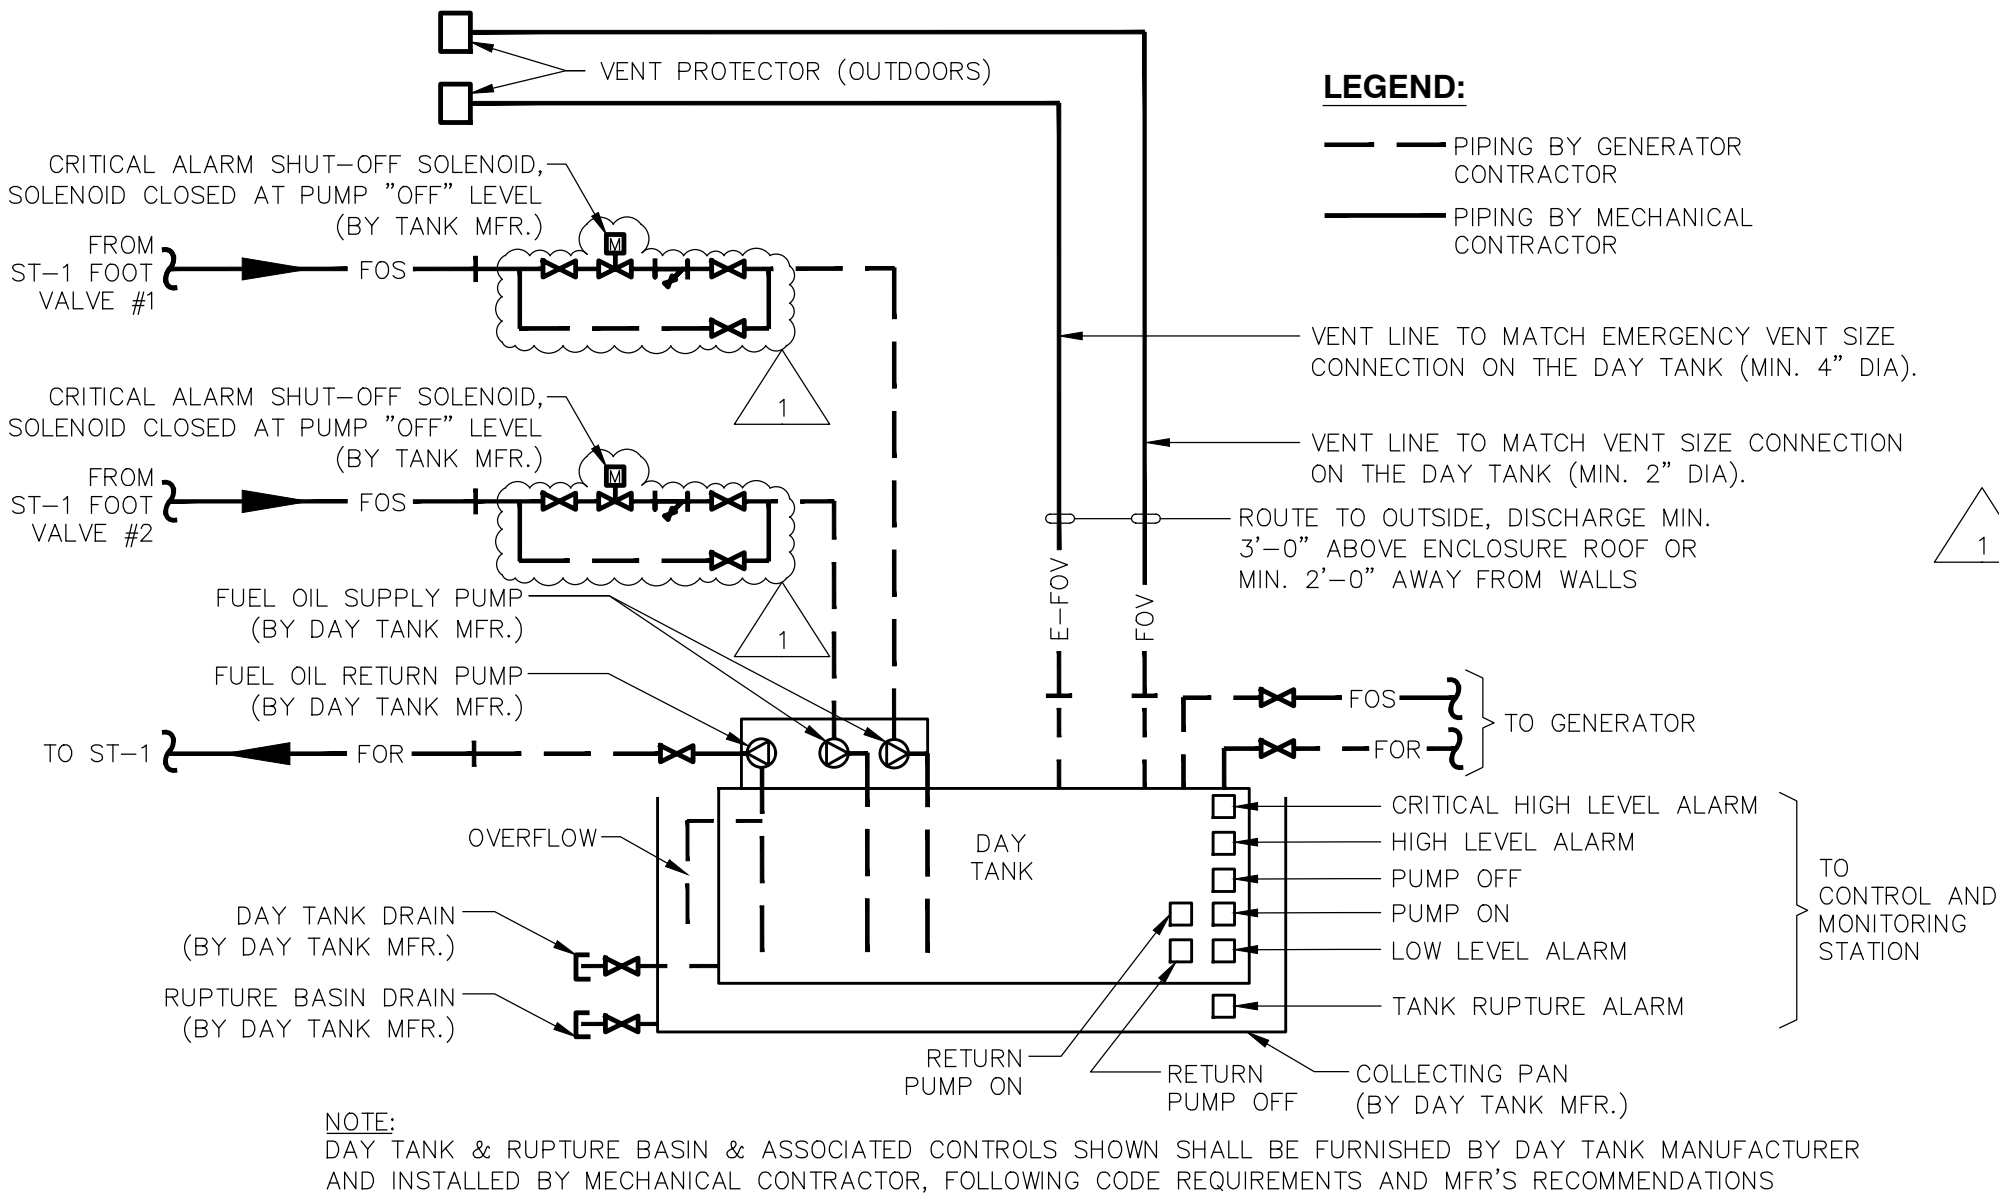 VENT PROTECTOR (OUTDOORS)
LEGEND:
PIPING BY GENERATOR
CONTRACTOR
PIPING BY MECHANICAL
CONTRACTOR
CRITICAL ALARM SHUT-OFF SOLENOID,
SOLENOID CLOSED AT PUMP "OFF" LEVEL
(BY TANK MFR.)
FROM
ST-1 FOOT
VALVE #1
FOS
M
1
VENT LINE TO MATCH EMERGENCY VENT SIZE
CONNECTION ON THE DAY TANK (MIN. 4" DIA).
CRITICAL ALARM SHUT-OFF SOLENOID,
SOLENOID CLOSED AT PUMP "OFF" LEVEL
(BY TANK MFR.)
FROM
ST-1 FOOT
VALVE #2
FOS
M
1
VENT LINE TO MATCH VENT SIZE CONNECTION
ON THE DAY TANK (MIN. 2" DIA).
ROUTE TO OUTSIDE, DISCHARGE MIN.
3'-0" ABOVE ENCLOSURE ROOF OR
MIN. 2'-0" AWAY FROM WALLS
1
E-FOV
FOV
FUEL OIL SUPPLY PUMP
(BY DAY TANK MFR.)
FUEL OIL RETURN PUMP
(BY DAY TANK MFR.)
TO ST-1
FOR
FOS
FOR
TO GENERATOR
OVERFLOW
DAY
TANK
CRITICAL HIGH LEVEL ALARM
HIGH LEVEL ALARM
PUMP OFF
PUMP ON
LOW LEVEL ALARM
TANK RUPTURE ALARM
TO
CONTROL AND
MONITORING
STATION
DAY TANK DRAIN
(BY DAY TANK MFR.)
RUPTURE BASIN DRAIN
(BY DAY TANK MFR.)
RETURN
PUMP ON
RETURN
PUMP OFF
COLLECTING PAN
(BY DAY TANK MFR.)
NOTE:
DAY TANK & RUPTURE BASIN & ASSOCIATED CONTROLS SHOWN SHALL BE FURNISHED BY DAY TANK MANUFACTURER
AND INSTALLED BY MECHANICAL CONTRACTOR, FOLLOWING CODE REQUIREMENTS AND MFR'S RECOMMENDATIONS